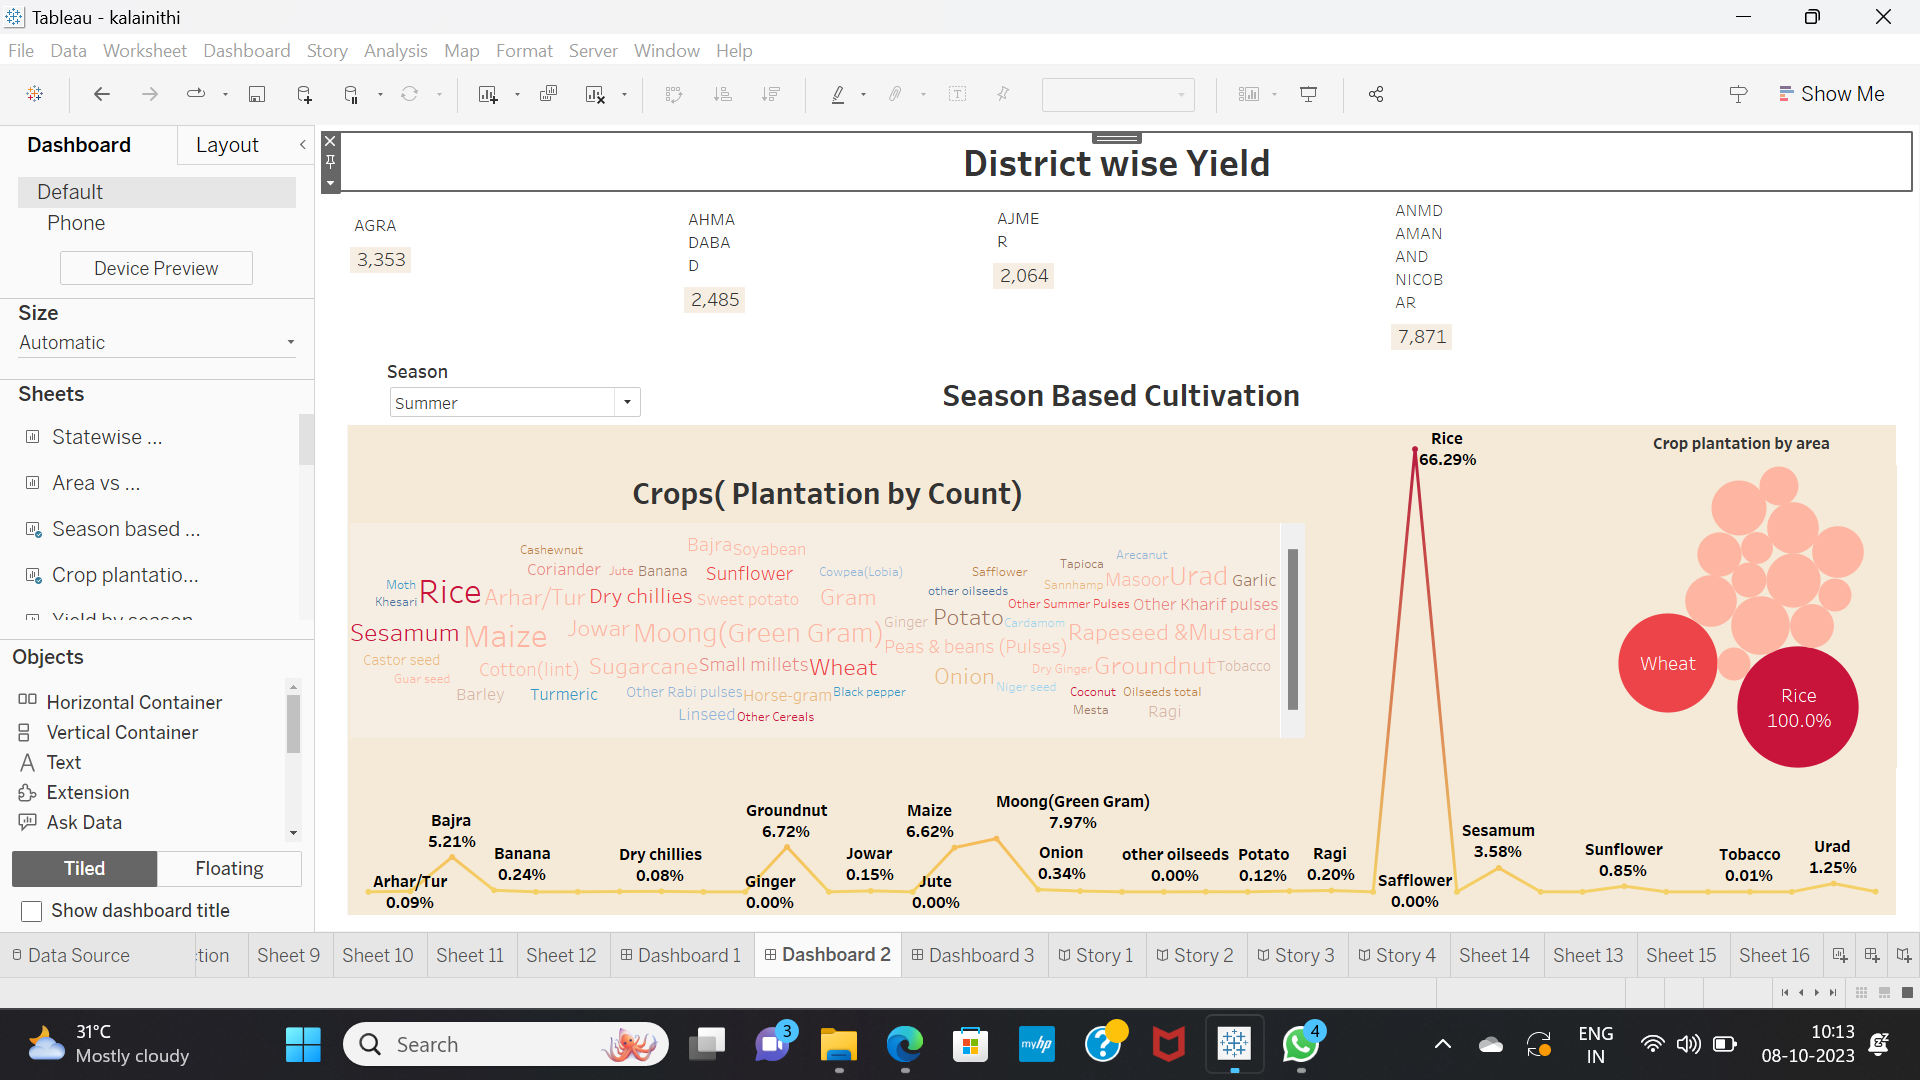 Tableau - kalainithi
File Data Worksheet Dashboard Story Analysis Map Format Server Window Help
Show Me
Dashboard Layout
Default
Phone
Device Preview
Size
Automatic
Sheets
Statewise ...
Area vs ...
Season based ...
Crop plantatio...
Objects
Horizontal Container
Vertical Container
Text
Extension
Ask Data
Tiled Floating
Show dashboard title
District wise Yield
AGRA
3,353
AHMA
DABA
D
2,485
AJME
R
2,064
ANMD
AMAN
AND
NICOB
AR
7,871
Season
Summer
Season Based Cultivation
Crops( Plantation by Count)
Cashewnut Bajra Soyabean Arecanut
Coriander Jute Banana Sunflower Cowpea(Lobia) Safflower Tapioca
Moth Rice Arhar/Tur Dry chillies Sweet potato Gram other oilseeds Sannhamp Masoor Urad Garlic
Khesari Other Summer Pulses Other Kharif pulses
Sesamum Maize Jowar Moong(Green Gram) Ginger Potato Cardamom Rapeseed &Mustard
Castor seed Cotton(lint) Sugarcane Small millets Wheat Peas & beans (Pulses) Dry Ginger Groundnut Tobacco
Guar seed Onion Niger seed
Barley Turmeric Other Rabi pulses Horse-gram Black pepper Coconut Oilseeds total
Linseed Other Cereals Mesta Ragi
Rice
66.29%
Crop plantation by area
Wheat
Rice
100.0%
Arhar/Tur
0.09%
Bajra
5.21%
Banana
0.24%
Dry chillies
0.08%
Groundnut
6.72%
Ginger
0.00%
Jowar
0.15%
Maize
6.62%
Jute
0.00%
Moong(Green Gram)
7.97%
Onion
0.34%
other oilseeds
0.00%
Potato
0.12%
Ragi
0.20%
Safflower
0.00%
Sesamum
3.58%
Sunflower
0.85%
Tobacco
0.01%
Urad
1.25%
Data Source tion Sheet 9 Sheet 10 Sheet 11 Sheet 12 Dashboard 1 Dashboard 2 Dashboard 3 Story 1 Story 2 Story 3 Story 4 Sheet 14 Sheet 13 Sheet 15 Sheet 16
31°C
Mostly cloudy
Search
3
myhp
4
ENG
IN
10:13
08-10-2023